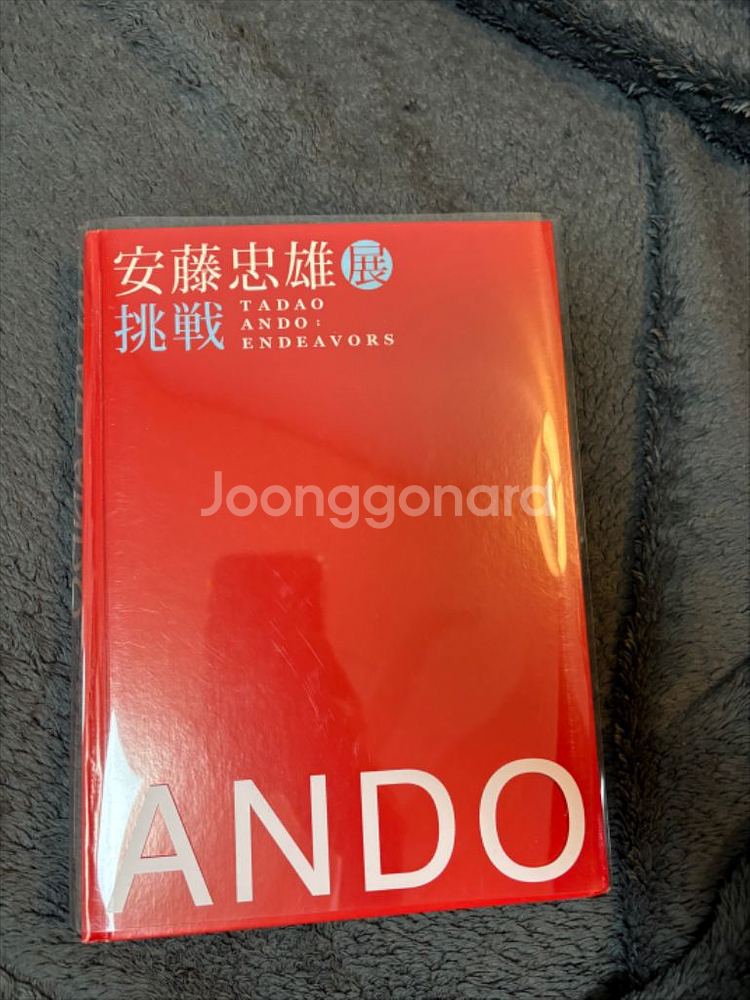 安藤忠雄展
挑戦
TADAO
ANDO:
ENDEAVORS
Joonggonara
ANDO